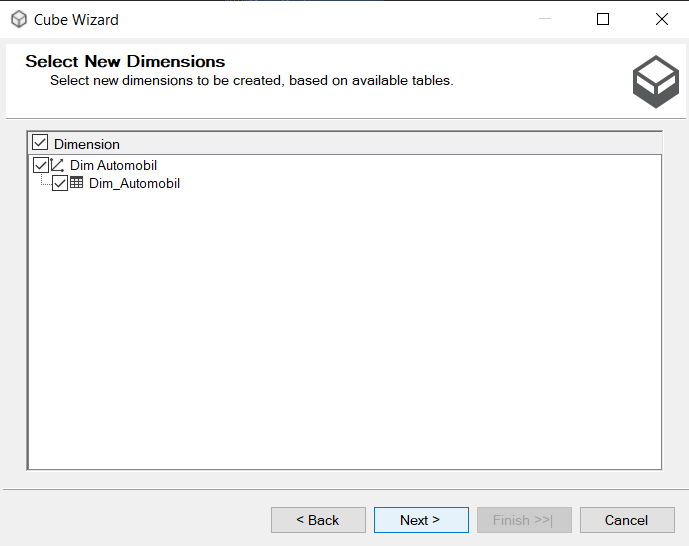 Cube Wizard
Select New Dimensions
Select new dimensions to be created, based on available tables.
Dimension
Dim Automobil
Dim_Automobil
< Back
Next >
Finish >>|
Cancel